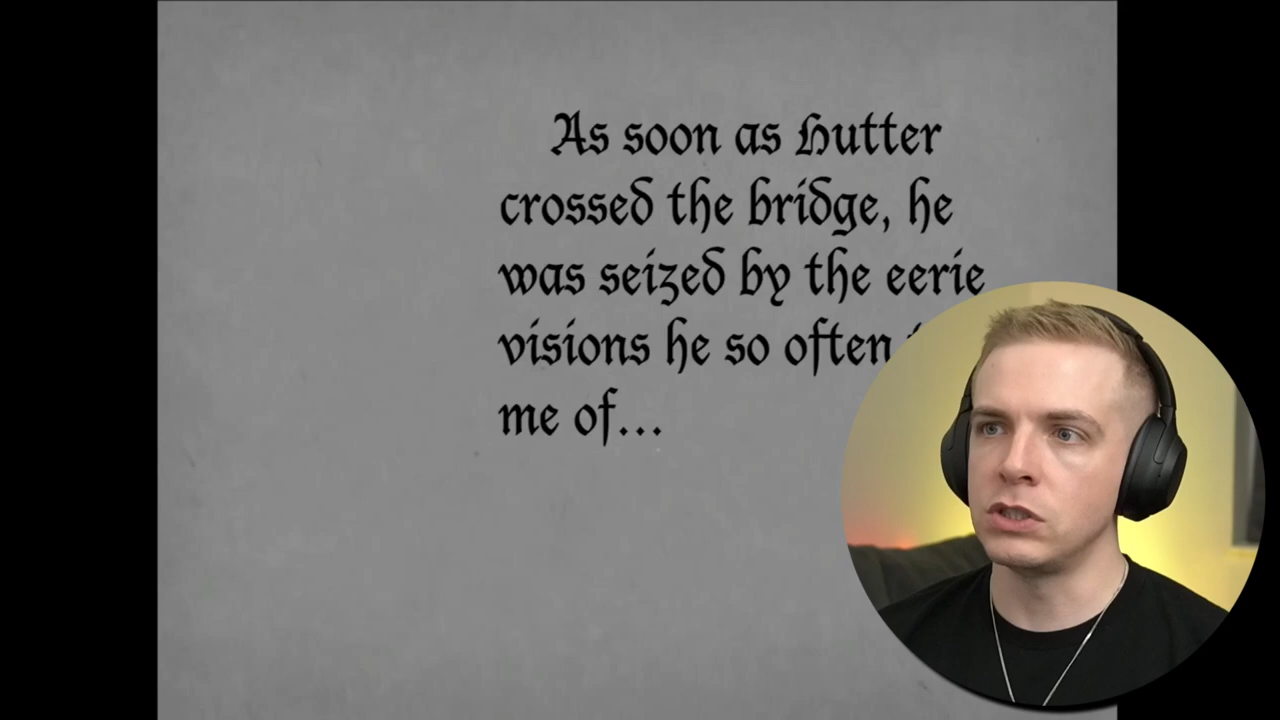 As soon as Hutter
crossed the bridge, he
was seized by the eerie
visions he so often
me of...